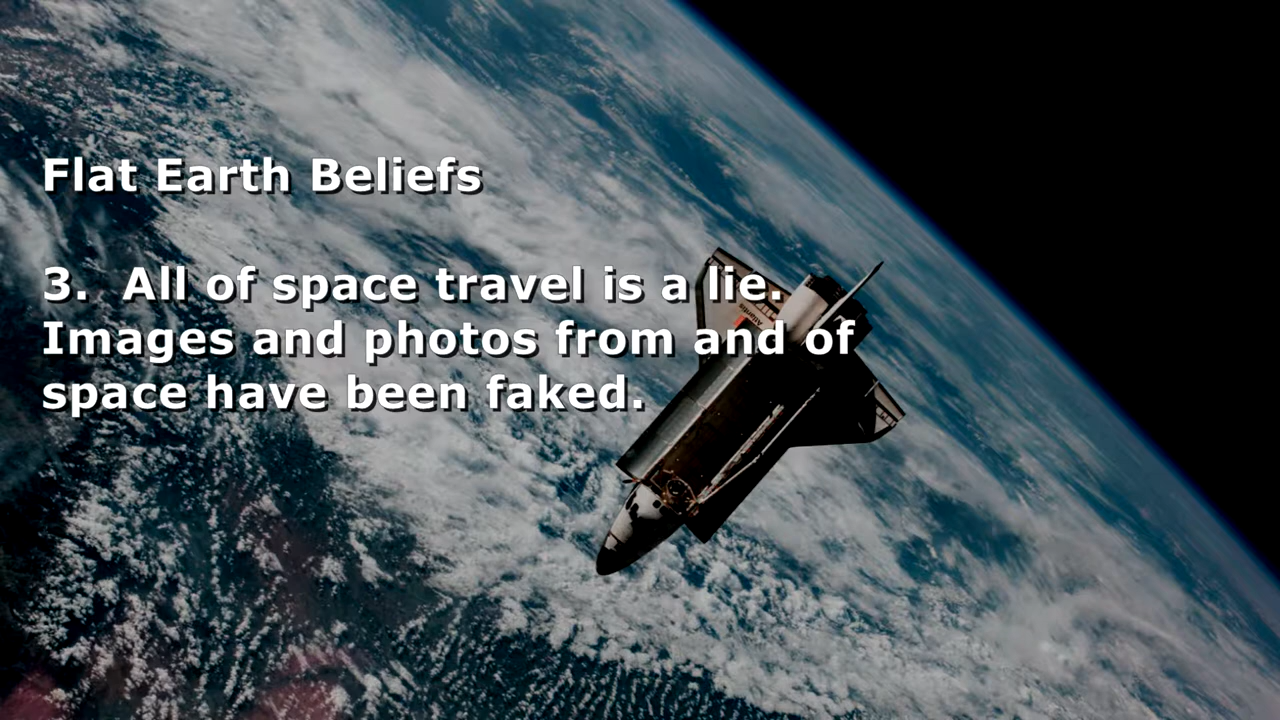 Flat Earth Beliefs
3.  All of space travel is a lie.
Images and photos from and of
space have been faked.
Atlantis